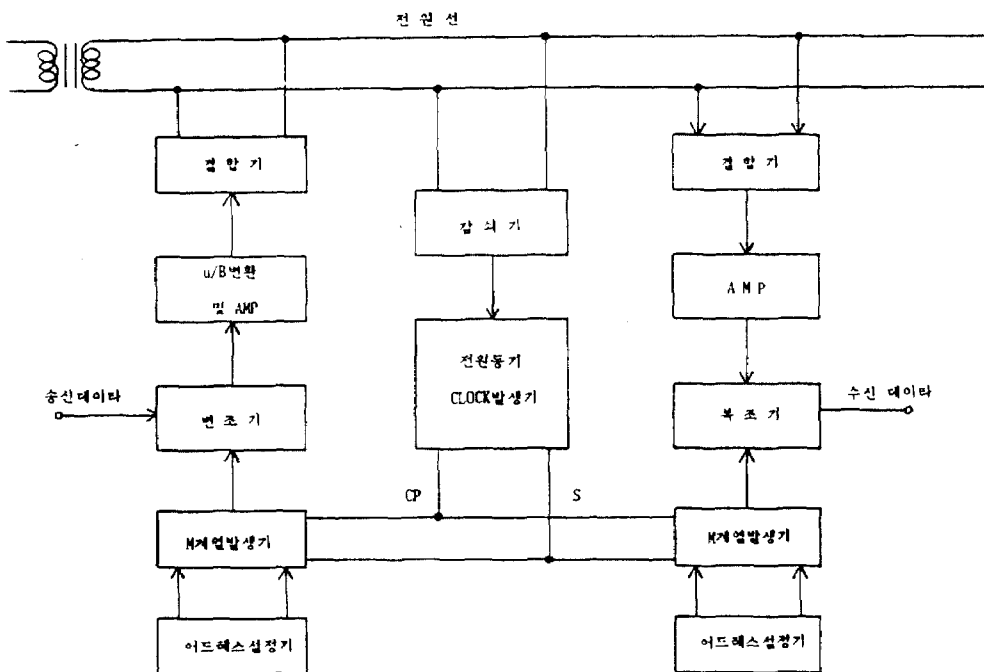 전 원 선
결 합 기
결 합 기
감 쇠 기
u/B변환
및 AMP
A M P
전원동기
CLOCK발생기
송신데이타
변 조 기
복 조 기
수신 데이타
CP
S
M계열발생기
M계열발생기
어드레스설정기
어드레스설정기